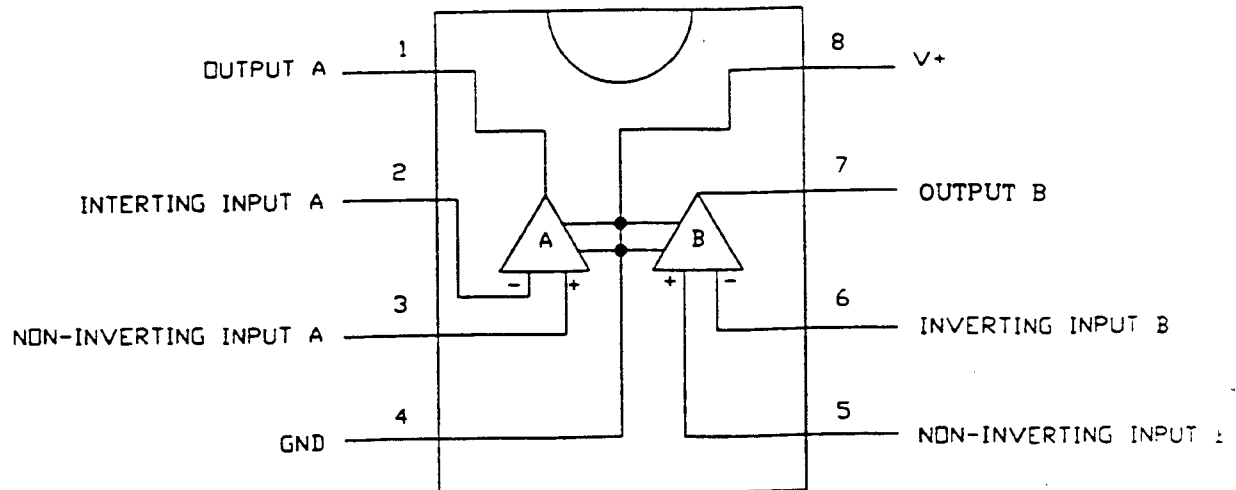 1
OUTPUT A
8
V+
2
INTERTING INPUT A
7
OUTPUT B
A
B
-
+
+
-
3
NON-INVERTING INPUT A
6
INVERTING INPUT B
4
GND
5
NON-INVERTING INPUT